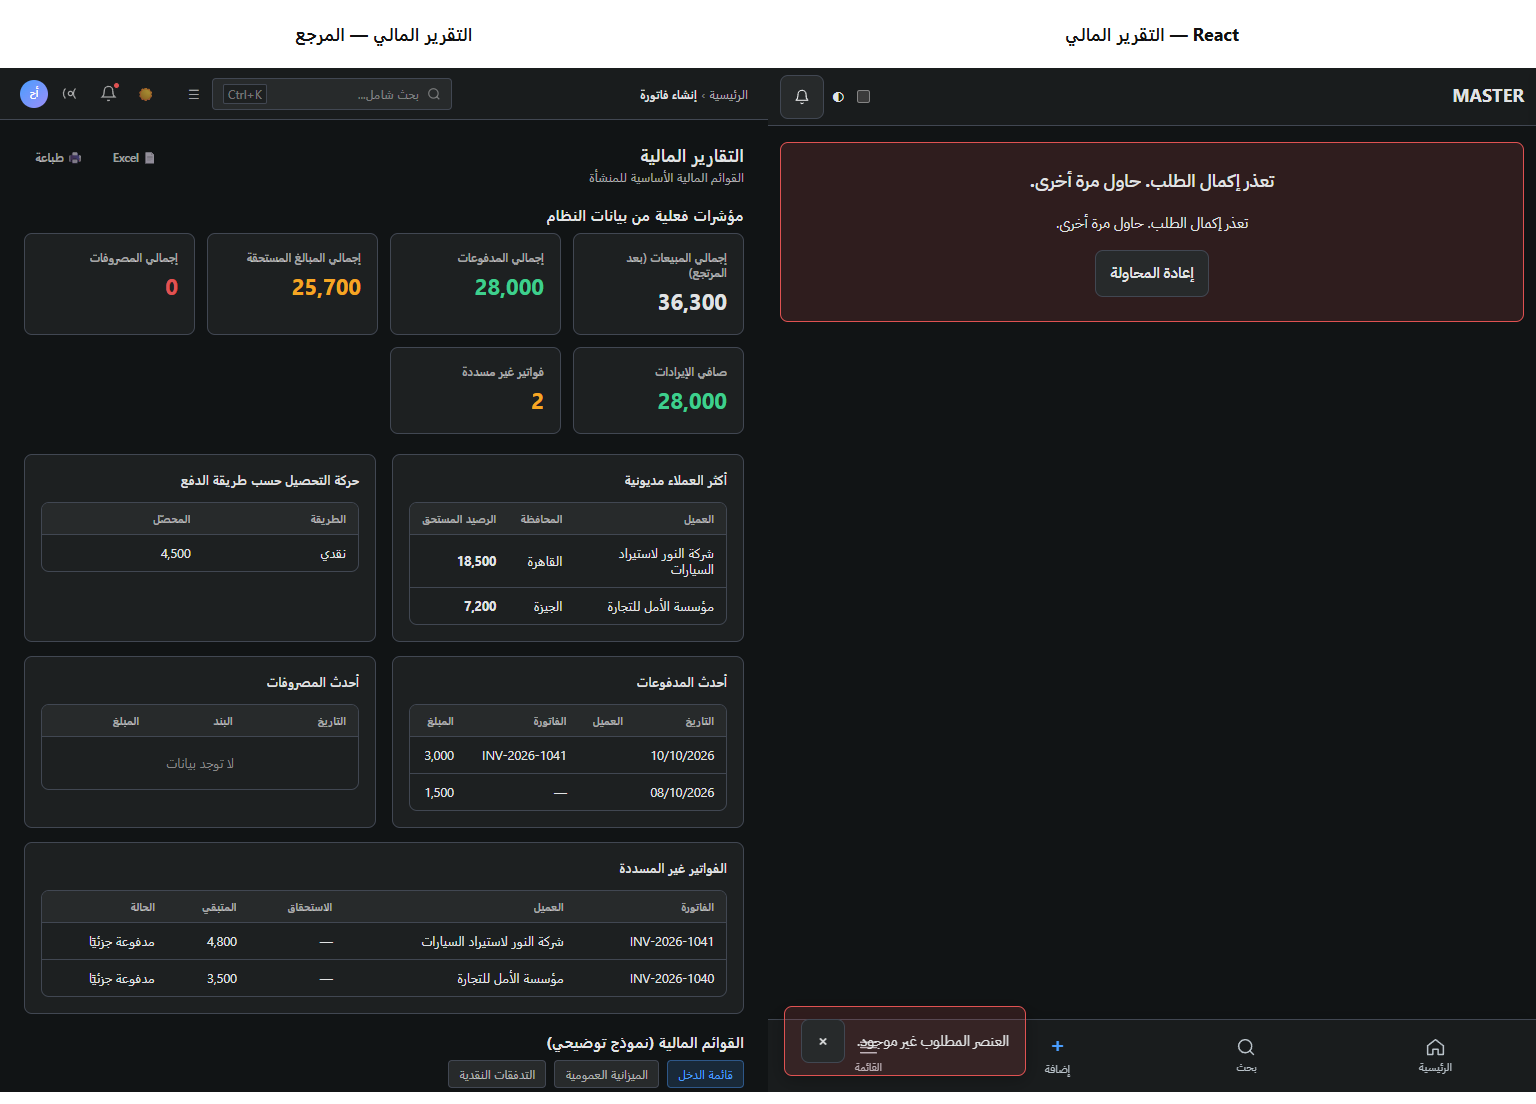 React — التقرير المالي
MASTER
تعذر إكمال الطلب. حاول مرة أخرى.
تعذر إكمال الطلب. حاول مرة أخرى.
إعادة المحاولة
العنصر المطلوب غير موجود.
×
الرئيسية
بحث
+
إضافة
القائمة
التقرير المالي — المرجع
الرئيسية › إنشاء فاتورة
بحث شامل...
Ctrl+K
أح
التقارير المالية
القوائم المالية الأساسية للمنشأة
Excel
طباعة
مؤشرات فعلية من بيانات النظام
إجمالي المبيعات (بعد المرتجع)
36,300
إجمالي المدفوعات
28,000
إجمالي المبالغ المستحقة
25,700
إجمالي المصروفات
0
صافي الإيرادات
28,000
فواتير غير مسددة
2
أكثر العملاء مديونية
العميل المحافظة الرصيد المستحق
شركة النور لاستيراد السيارات القاهرة 18,500
مؤسسة الأمل للتجارة الجيزة 7,200
حركة التحصيل حسب طريقة الدفع
الطريقة المحصّل
نقدي 4,500
أحدث المدفوعات
التاريخ العميل الفاتورة المبلغ
10/10/2026 INV-2026-1041 3,000
08/10/2026 — 1,500
أحدث المصروفات
التاريخ البند المبلغ
لا توجد بيانات
الفواتير غير المسددة
الفاتورة العميل الاستحقاق المتبقي الحالة
INV-2026-1041 شركة النور لاستيراد السيارات — 4,800 مدفوعة جزئيًا
INV-2026-1040 مؤسسة الأمل للتجارة — 3,500 مدفوعة جزئيًا
القوائم المالية (نموذج توضيحي)
قائمة الدخل
الميزانية العمومية
التدفقات النقدية